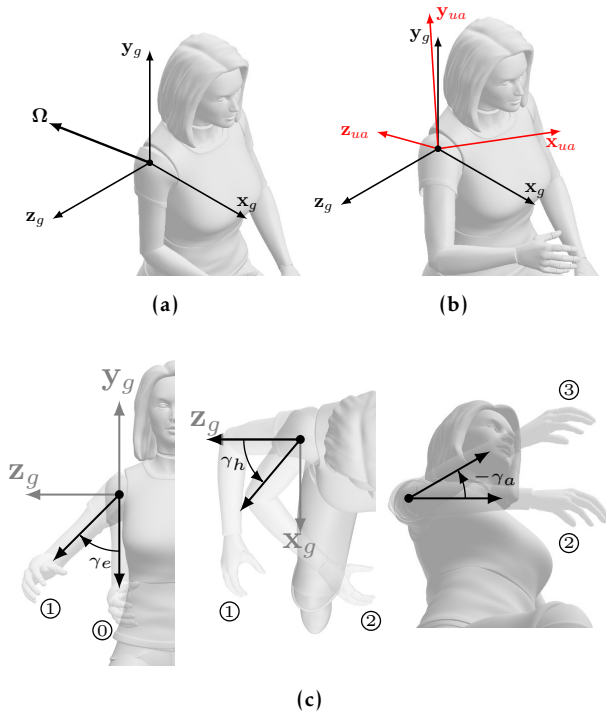 y_g
Ω
z_g
x_g
(a)
y_ua
y_g
z_ua
x_ua
z_g
x_g
(b)
y_g
z_g
γ_e
①
⓪
z_g
γ_h
x_g
①
②
③
−γ_a
②
(c)